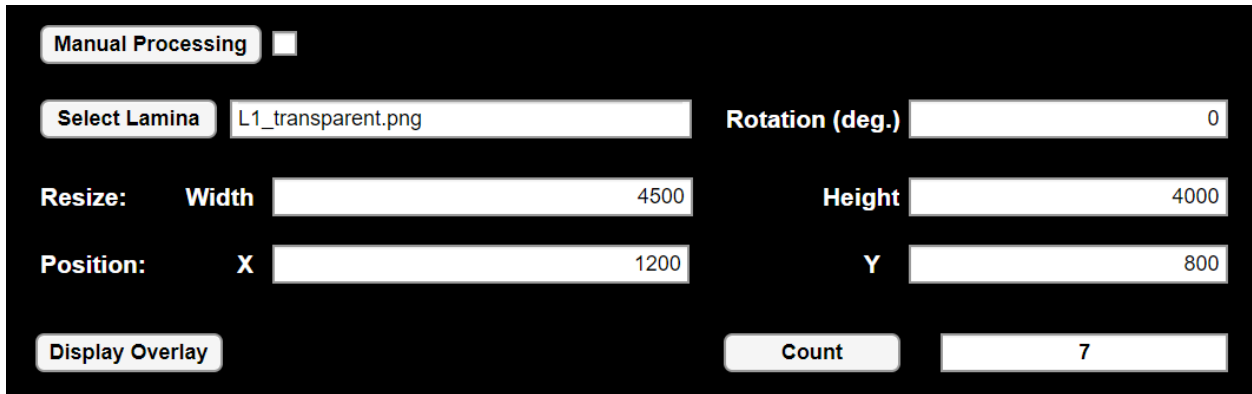 Manual Processing
Select Lamina L1_transparent.png Rotation (deg.) 0
Resize: Width 4500 Height 4000
Position: X 1200 Y 800
Display Overlay Count 7